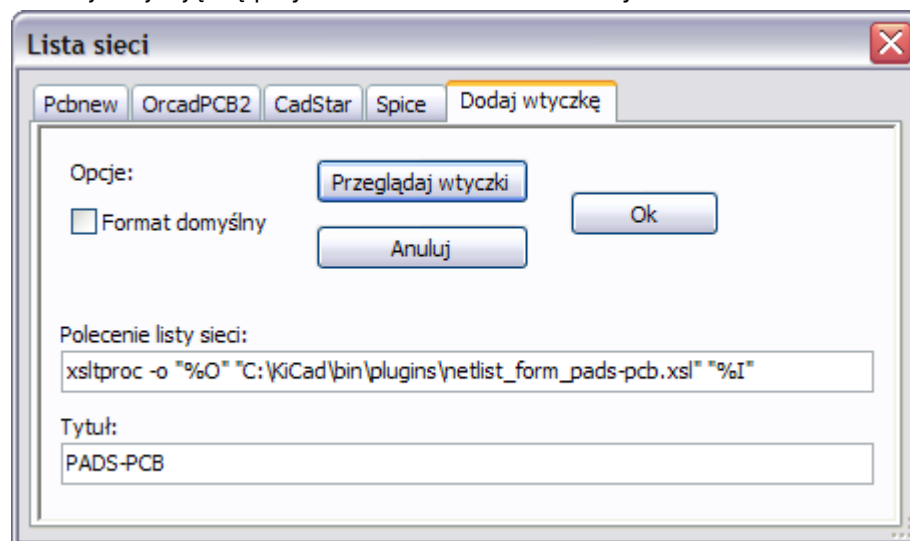 Lista sieci
Pcbnew OrcadPCB2 CadStar Spice Dodaj wtyczkę
Opcje:
Przeglądaj wtyczki
Format domyślny
Ok
Anuluj
Polecenie listy sieci:
xsltproc -o "%O" "C:\KiCad\bin\plugins\netlist_form_pads-pcb.xsl" "%I"
Tytuł:
PADS-PCB